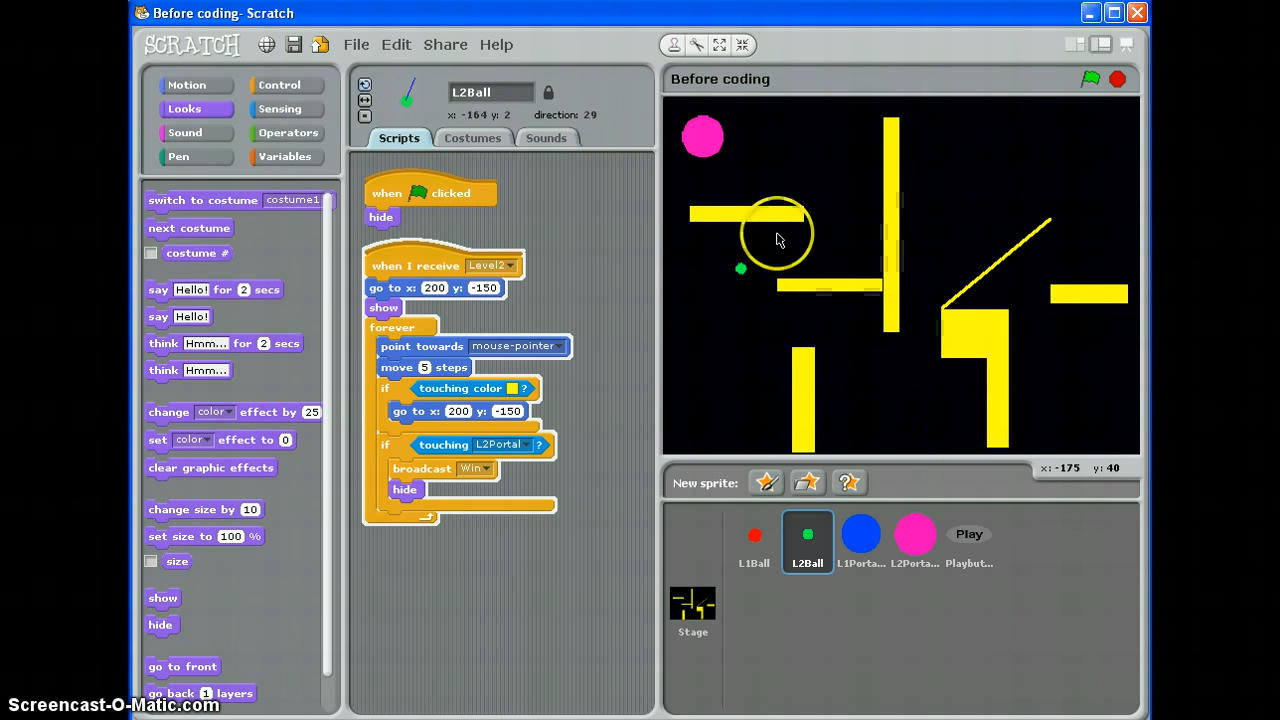 Before coding- Scratch
SCRATCH File Edit Share Help
Motion Control
Looks Sensing
Sound Operators
Pen Variables
switch to costume costume1
next costume
costume #
say Hello! for 2 secs
say Hello!
think Hmm... for 2 secs
think Hmm...
change color effect by 25
set color effect to 0
clear graphic effects
change size by 10
set size to 100 %
size
show
hide
go to front
go back 1 layers
L2Ball
x: -164 y: 2 direction: 29
Scripts Costumes Sounds
when clicked
hide
when I receive Level2
go to x: 200 y: -150
show
forever
point towards mouse-pointer
move 5 steps
if touching color ?
go to x: 200 y: -150
if touching L2Portal ?
broadcast Win
hide
Before coding
x: -175 y: 40
New sprite:
Play
L1Ball L2Ball L1Porta... L2Porta... Playbut...
Stage
Screencast-O-Matic.com